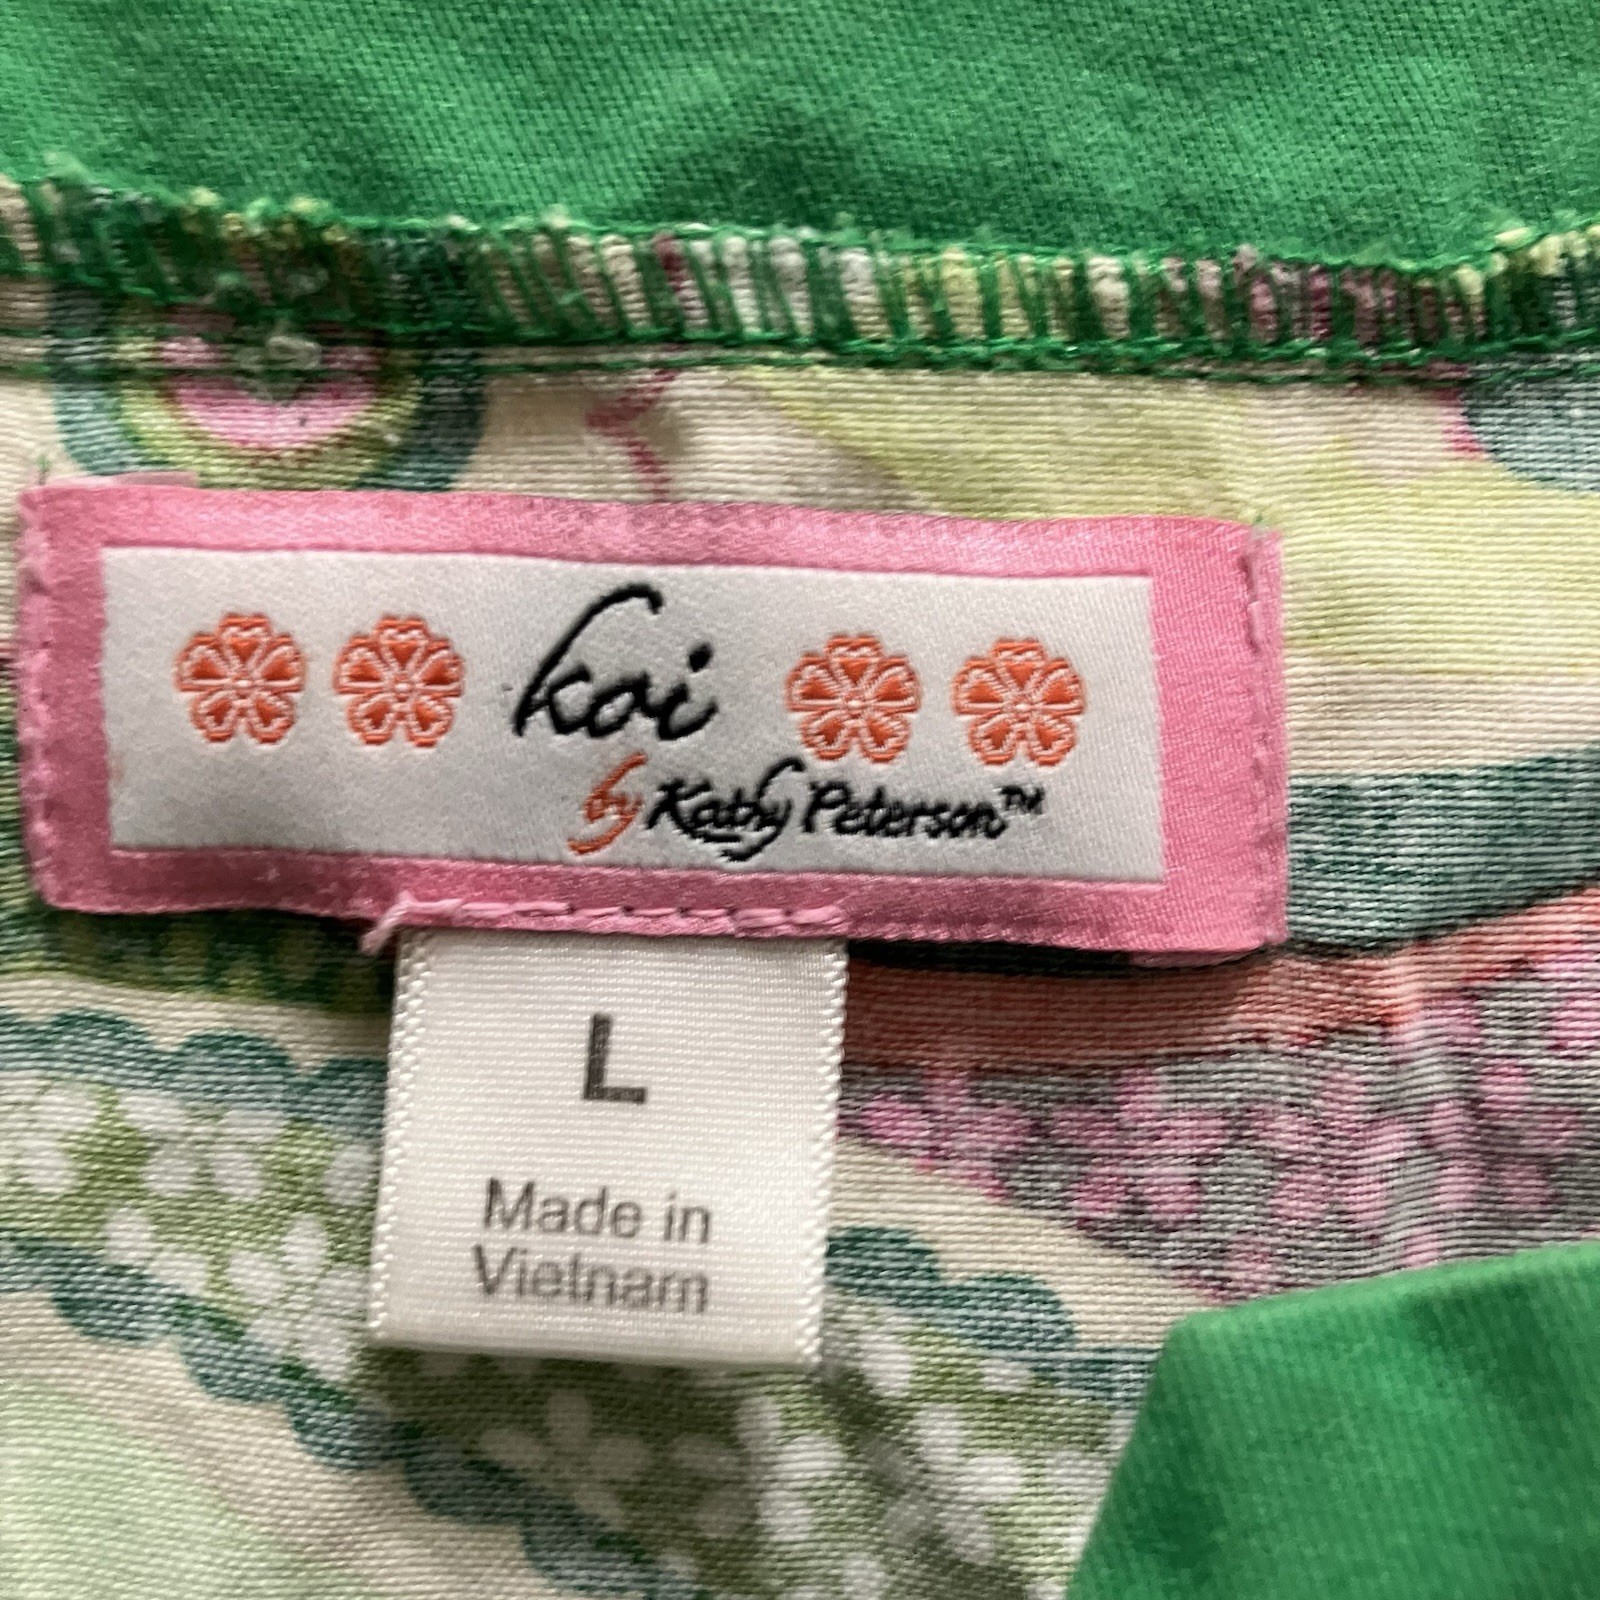 koi
by Kathy Peterson™
L
Made in
Vietnam